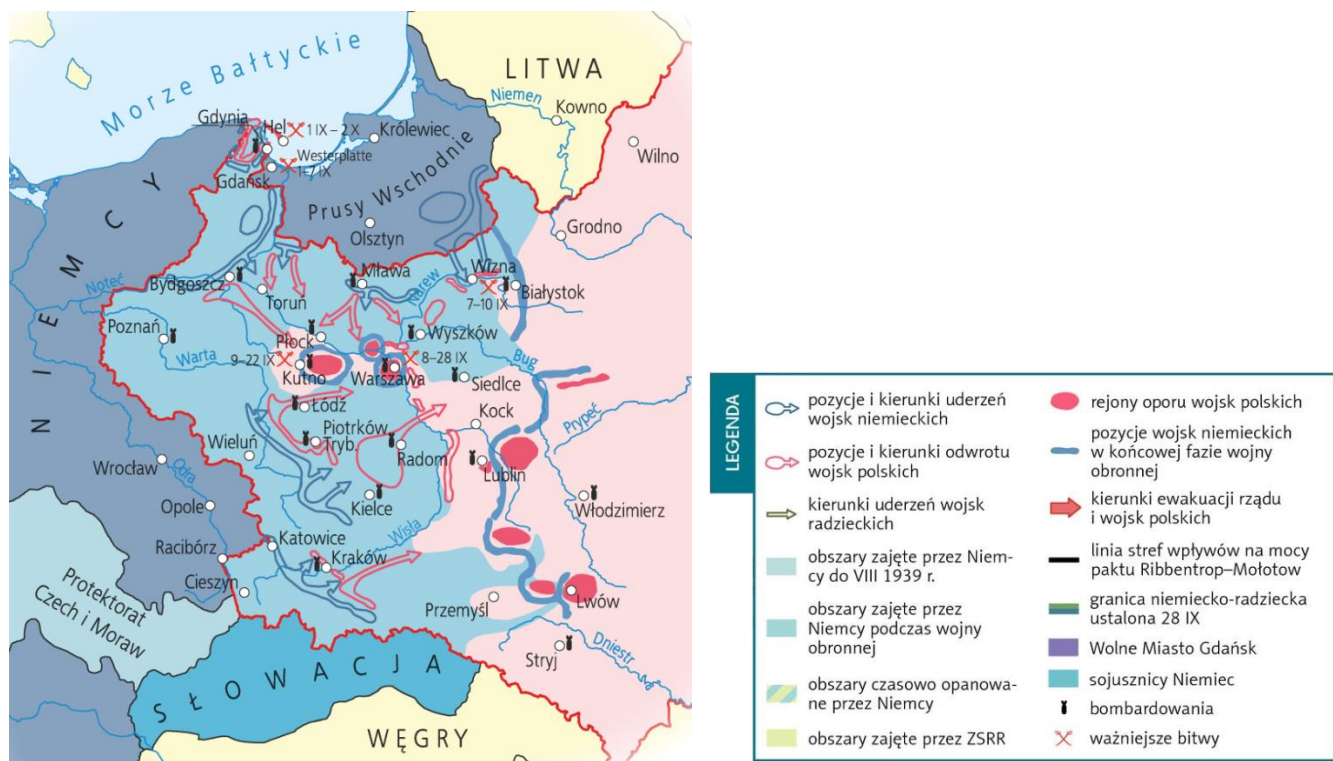 Morze Bałtyckie
LITWA
Niemen
Kowno
Gdynia
Hel
1 IX – 2 X
Królewiec
Wilno
Westerplatte
1–7 IX
Gdańsk
NIEMCY
Prusy Wschodnie
Grodno
Olsztyn
Noteć
Bydgoszcz
Mława
Wizna
Toruń
Narew
Białystok
7–10 IX
Poznań
Płock
Wyszków
Warta
9–22 IX
8–28 IX
Bug
Kutno
Warszawa
Siedlce
Łódź
Kock
Prypeć
Piotrków
Tryb.
Wieluń
Radom
Lublin
Wrocław
Odra
Kielce
Włodzimierz
Opole
Wisła
Katowice
Racibórz
Kraków
Cieszyn
Protektorat
Czech i Moraw
Przemyśl
Lwów
Stryj
Dniestr
SŁOWACJA
WĘGRY
LEGENDA
pozycje i kierunki uderzeń
wojsk niemieckich
pozycje i kierunki odwrotu
wojsk polskich
kierunki uderzeń wojsk
radzieckich
obszary zajęte przez Niem-
cy do VIII 1939 r.
obszary zajęte przez
Niemcy podczas wojny
obronnej
obszary czasowo opanowa-
ne przez Niemcy
obszary zajęte przez ZSRR
rejony oporu wojsk polskich
pozycje wojsk niemieckich
w końcowej fazie wojny
obronnej
kierunki ewakuacji rządu
i wojsk polskich
linia stref wpływów na mocy
paktu Ribbentrop–Mołotow
granica niemiecko-radziecka
ustalona 28 IX
Wolne Miasto Gdańsk
sojusznicy Niemiec
bombardowania
ważniejsze bitwy